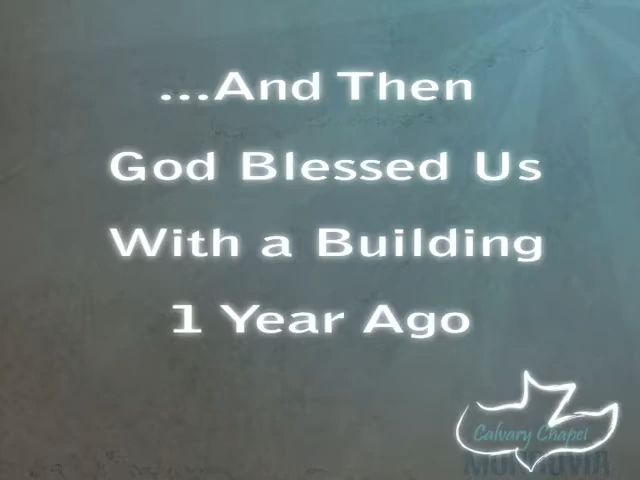 ...And Then
God Blessed Us
With a Building
1 Year Ago
Calvary Chapel
MONROVIA